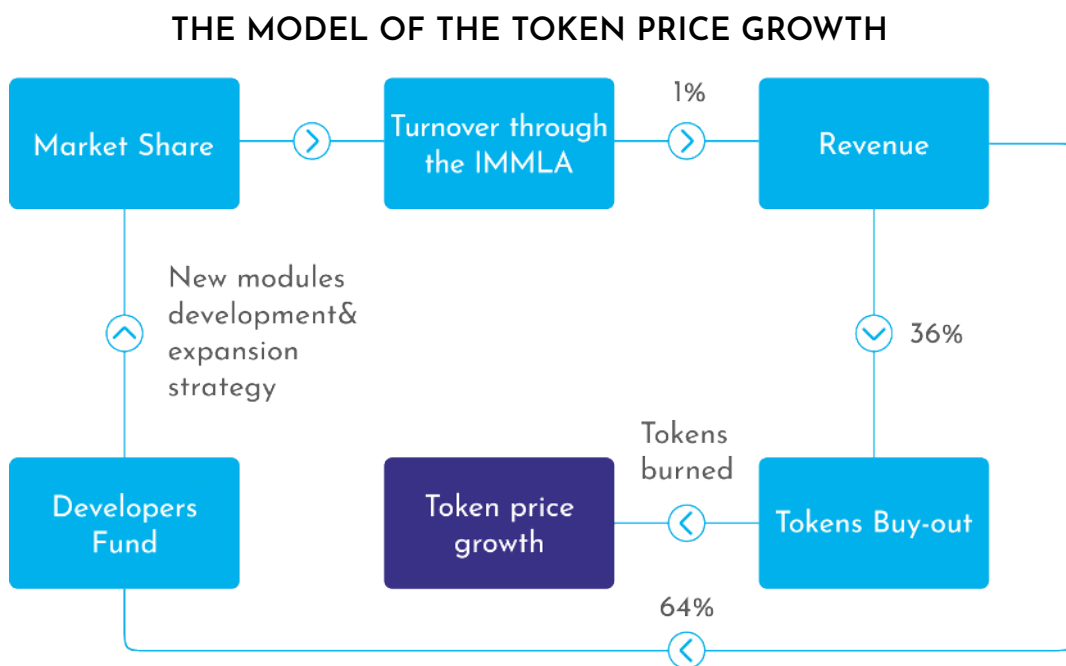 THE MODEL OF THE TOKEN PRICE GROWTH
Market Share
Turnover through
the IMMLA
1%
Revenue
New modules
development&
expansion
strategy
36%
Developers
Fund
Token price
growth
Tokens
burned
Tokens Buy-out
64%